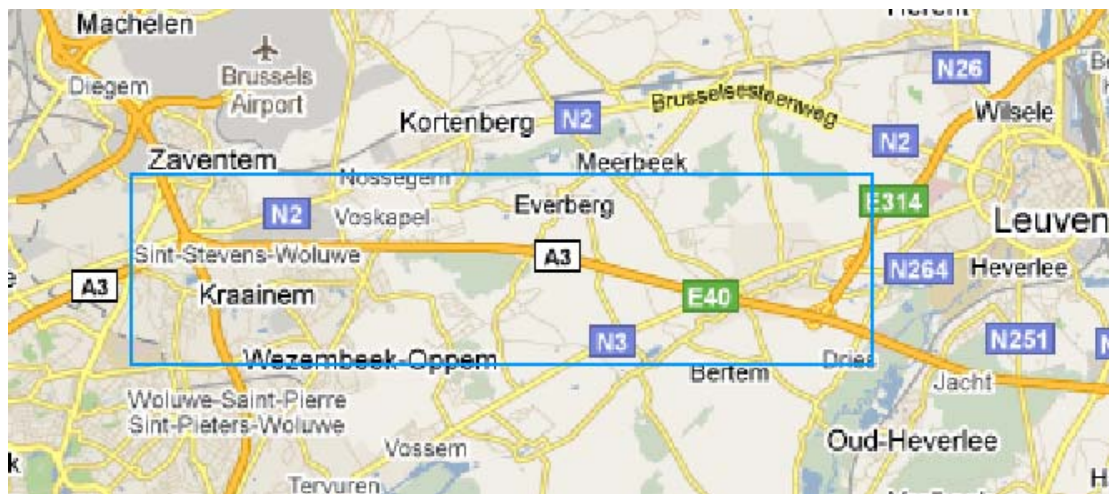 Machelen
Diegem
Brussels
Airport
N26
Wilsele
Kortenberg
N2
Brusselsesteenweg
N2
Zaventem
Meerbeek
Nossegem
N2
Voskapel
Everberg
E314
Leuven
Sint-Stevens-Woluwe
A3
N264
Heverlee
A3
Kraainem
E40
N3
N251
Wezembeek-Oppem
Bertem
Dries
Jacht
Woluwe-Saint-Pierre
Sint-Pieters-Woluwe
Vossem
Oud-Heverlee
Tervuren